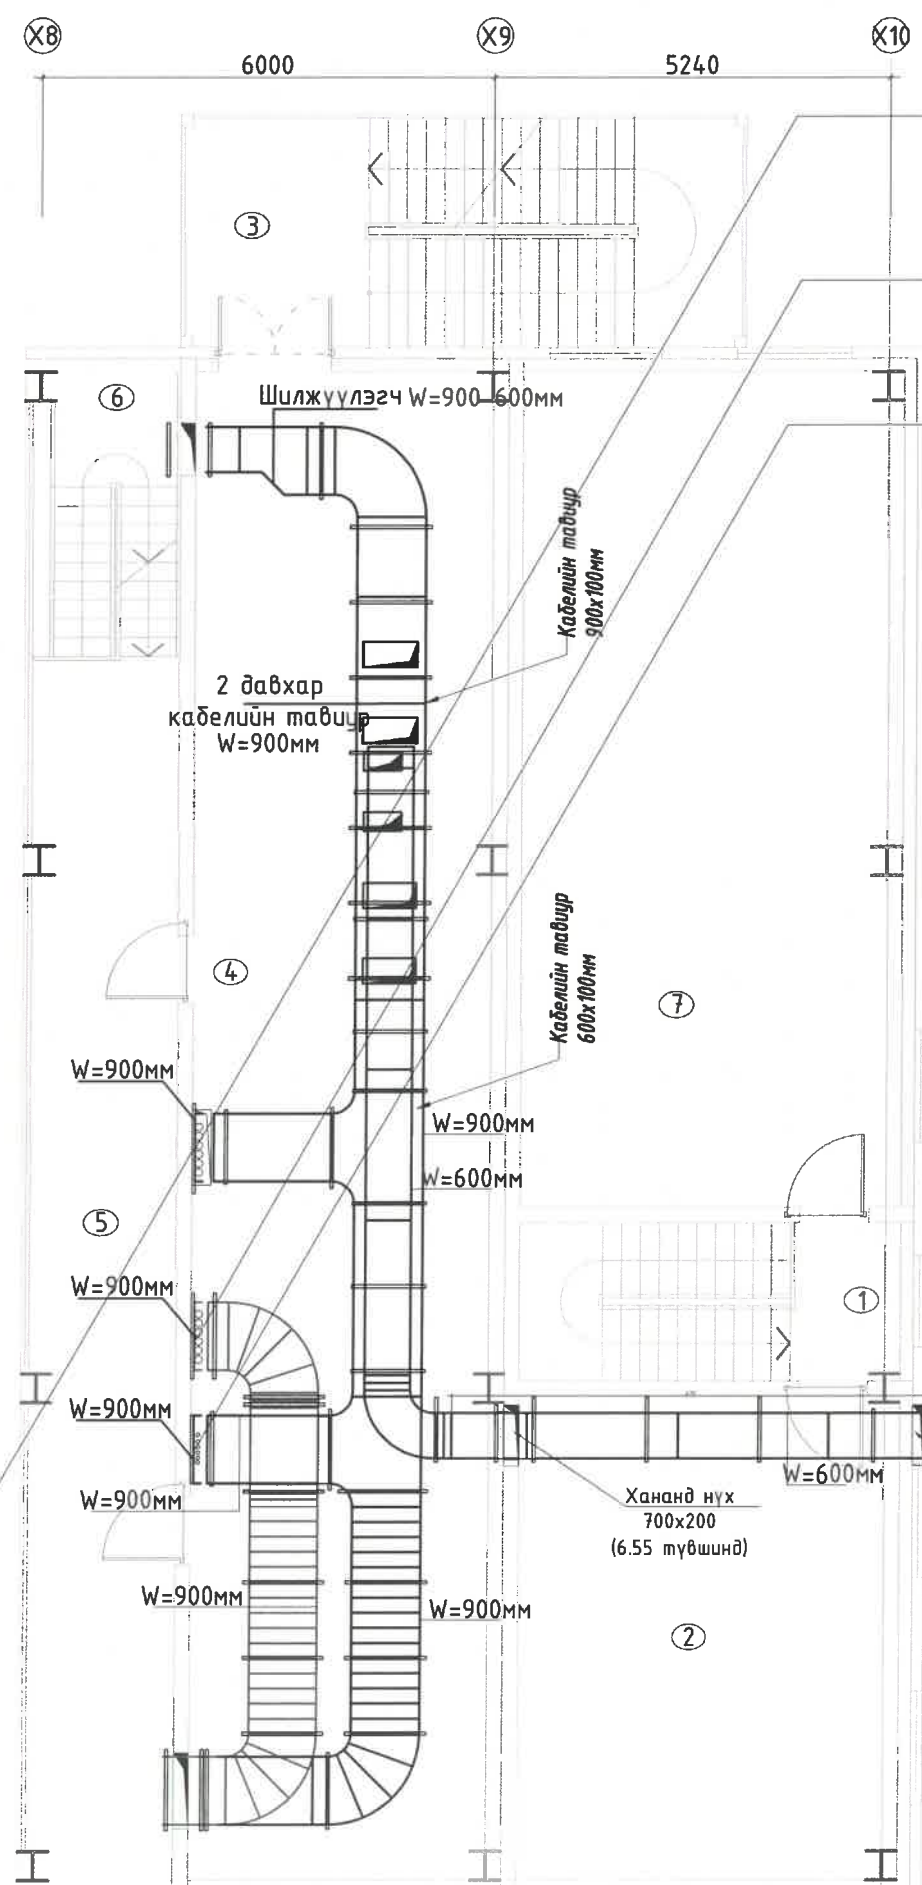 X8
X9
X10
6000
5240
3
6
Шилжүүлэгч W=900-600мм
Кабелийн тавиур
900x100мм
2 давхар
кабелийн тавиур
W=900мм
4
Кабелийн тавиур
600x100мм
7
W=900мм
W=900мм
W=600мм
5
W=900мм
1
W=900мм
W=900мм
W=600мм
Хананд нүх
700x200
(6.55 түвшинд)
W=900мм
W=900мм
2